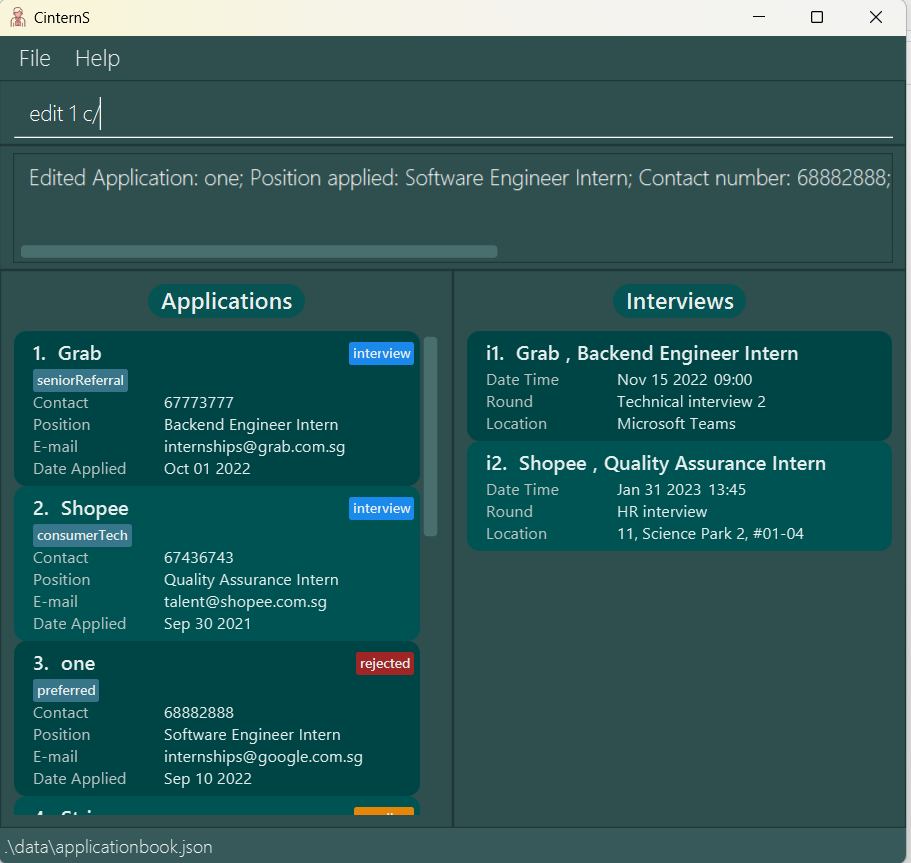 CinternS
File Help
edit 1 c/
Edited Application: one; Position applied: Software Engineer Intern; Contact number: 68882888;
Applications
1. Grab
interview
seniorReferral
Contact 67773777
Position Backend Engineer Intern
E-mail internships@grab.com.sg
Date Applied Oct 01 2022
2. Shopee
interview
consumerTech
Contact 67436743
Position Quality Assurance Intern
E-mail talent@shopee.com.sg
Date Applied Sep 30 2021
3. one
rejected
preferred
Contact 68882888
Position Software Engineer Intern
E-mail internships@google.com.sg
Date Applied Sep 10 2022
Interviews
i1. Grab , Backend Engineer Intern
Date Time Nov 15 2022 09:00
Round Technical interview 2
Location Microsoft Teams
i2. Shopee , Quality Assurance Intern
Date Time Jan 31 2023 13:45
Round HR interview
Location 11, Science Park 2, #01-04
.\data\applicationbook.json